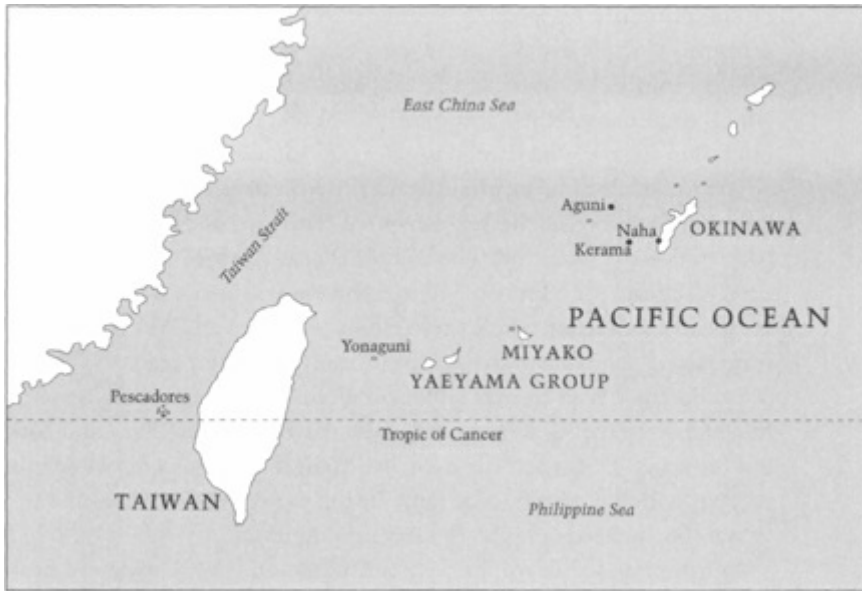 East China Sea
Taiwan Strait
Aguni
Naha
OKINAWA
Kerama
PACIFIC OCEAN
Yonaguni
MIYAKO
YAEYAMA GROUP
Pescadores
Tropic of Cancer
TAIWAN
Philippine Sea